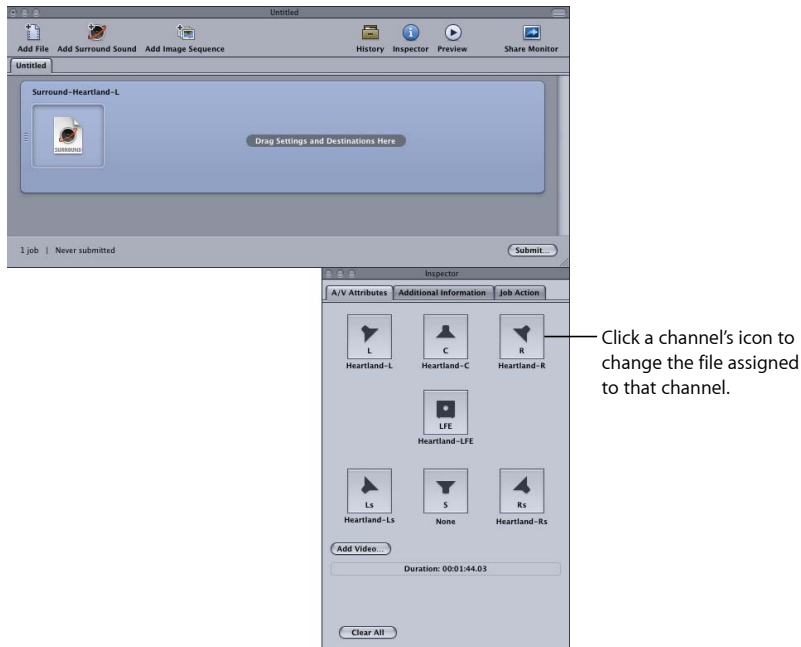 Untitled
Add File Add Surround Sound Add Image Sequence History Inspector Preview Share Monitor
Untitled
Surround-Heartland-L
SURROUND
Drag Settings and Destinations Here
1 job | Never submitted Submit...
Inspector
A/V Attributes Additional Information Job Action
L C R
Heartland-L Heartland-C Heartland-R
Click a channel's icon to
change the file assigned
to that channel.
LFE
Heartland-LFE
Ls S Rs
Heartland-Ls None Heartland-Rs
Add Video...
Duration: 00:01:44.03
Clear All